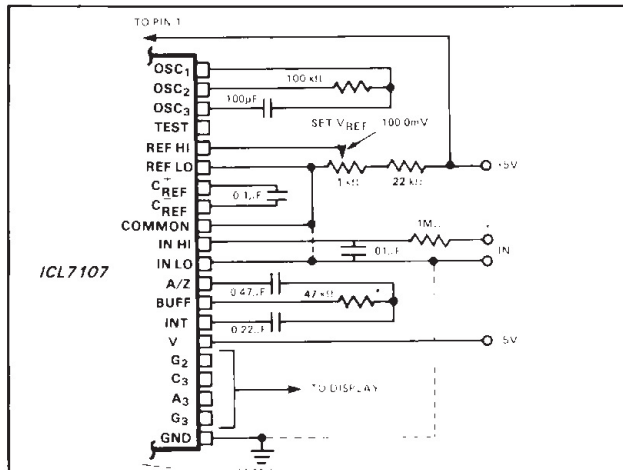 TO PIN 1
OSC1
OSC2
100 kΩ
OSC3
100µF
TEST
SET VREF
100.0mV
REF HI
REF LO
1 kΩ
22 kΩ
+5V
C+REF
0.1µF
C-REF
COMMON
IN HI
.01µF
+
IN LO
IN
ICL7107
A/Z
0.47µF
BUFF
47 kΩ
INT
0.22µF
V
-5V
G2
C3
A3
G3
TO DISPLAY
GND